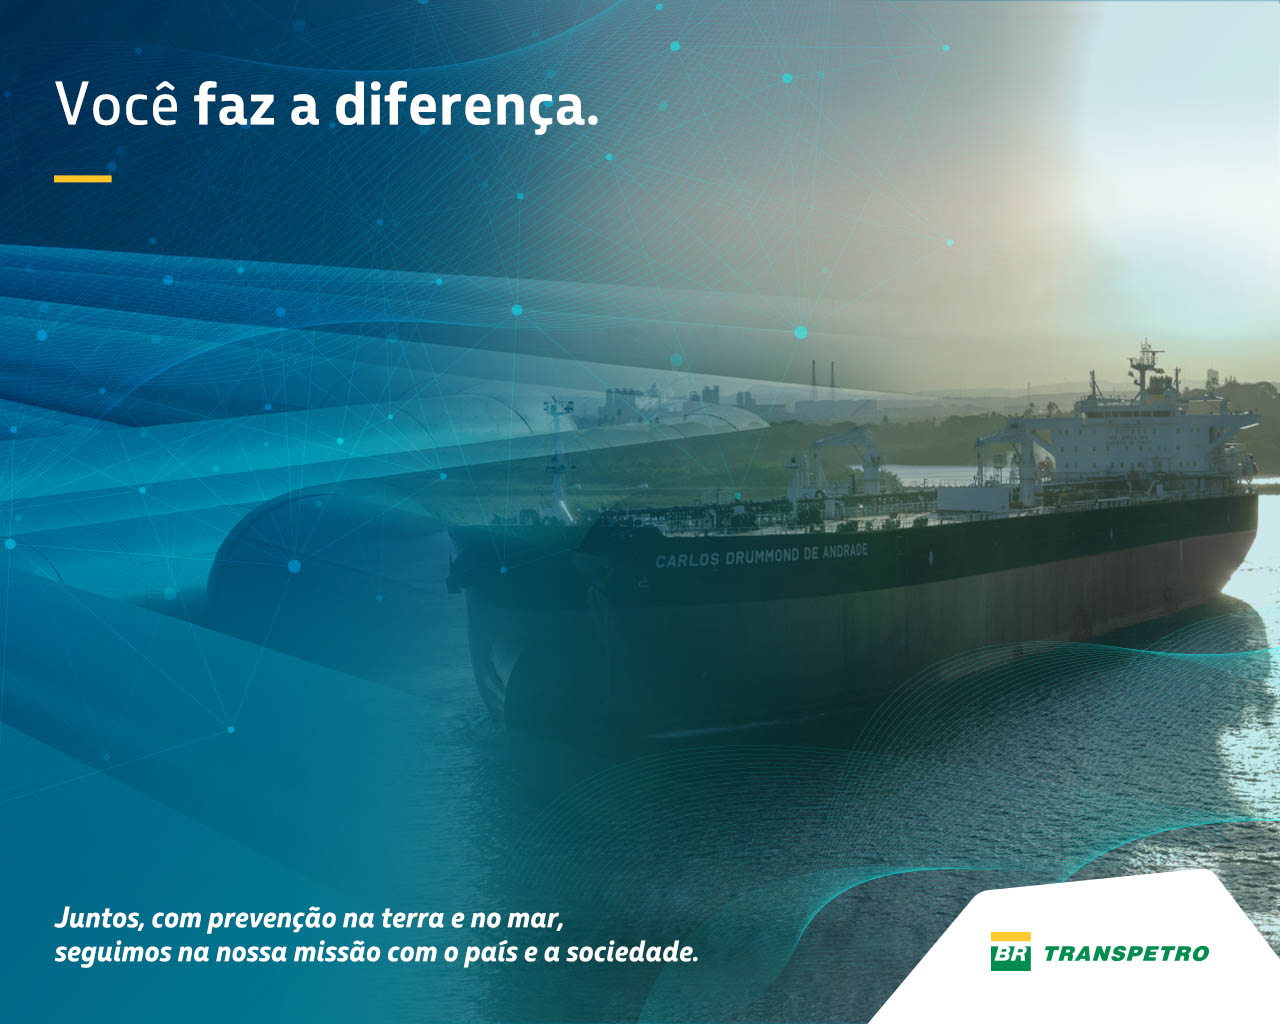 Você faz a diferença.
CARLOS DRUMMOND DE ANDRADE
Juntos, com prevenção na terra e no mar,
seguimos na nossa missão com o país e a sociedade.
BR TRANSPETRO